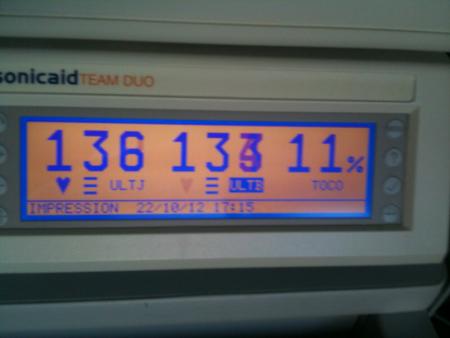 sonicaid TEAM DUO
136 133 11%
ULTJ ULTB TOCO
IMPRESSION 22/10/12 17:15